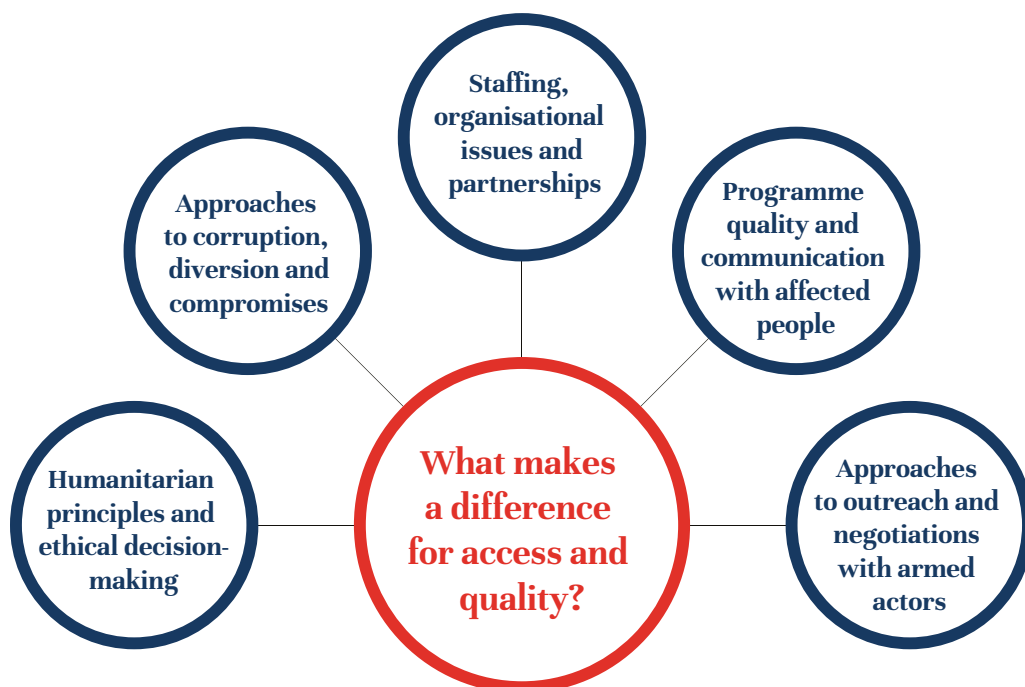 Staffing,
organisational
issues and
partnerships
Approaches
to corruption,
diversion and
compromises
Programme
quality and
communication
with affected
people
Humanitarian
principles and
ethical decision-
making
What makes
a difference
for access and
quality?
Approaches
to outreach and
negotiations
with armed
actors